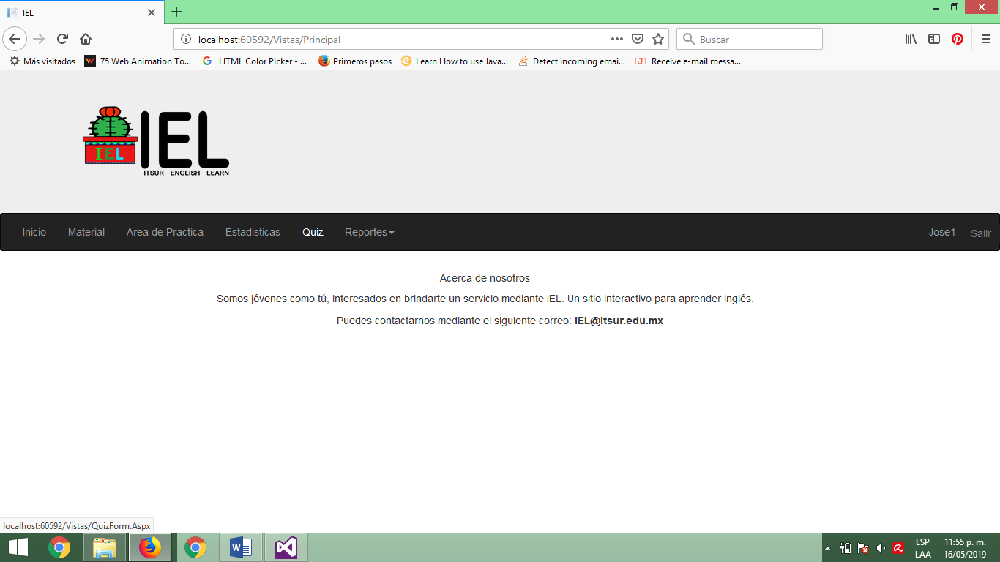 IEL
localhost:60592/Vistas/Principal
Buscar
Más visitados 75 Web Animation To... HTML Color Picker - ... Primeros pasos Learn How to use Java... Detect incoming emai... Receive e-mail messa...
IEL
IEL
ITSUR ENGLISH LEARN
Inicio Material Area de Practica Estadisticas Quiz Reportes Jose1 Salir
Acerca de nosotros
Somos jóvenes como tú, interesados en brindarte un servicio mediante IEL. Un sitio interactivo para aprender inglés.
Puedes contactarnos mediante el siguiente correo: IEL@itsur.edu.mx
localhost:60592/Vistas/QuizForm.Aspx
ESP 11:55 p. m.
LAA 16/05/2019